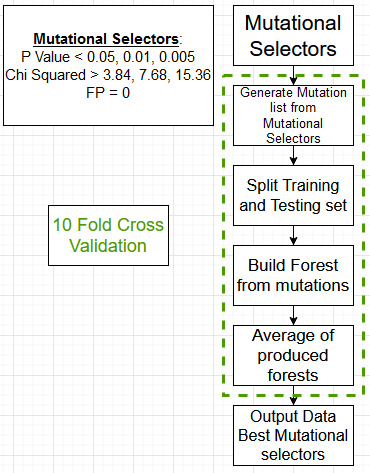 Mutational Selectors:
P Value < 0.05, 0.01, 0.005
Chi Squared > 3.84, 7.68, 15.36
FP = 0
Mutational
Selectors
Generate Mutation
list from
Mutational
Selectors
Split Training
and Testing set
10 Fold Cross
Validation
Build Forest
from mutations
Average of
produced
forests
Output Data
Best Mutational
selectors